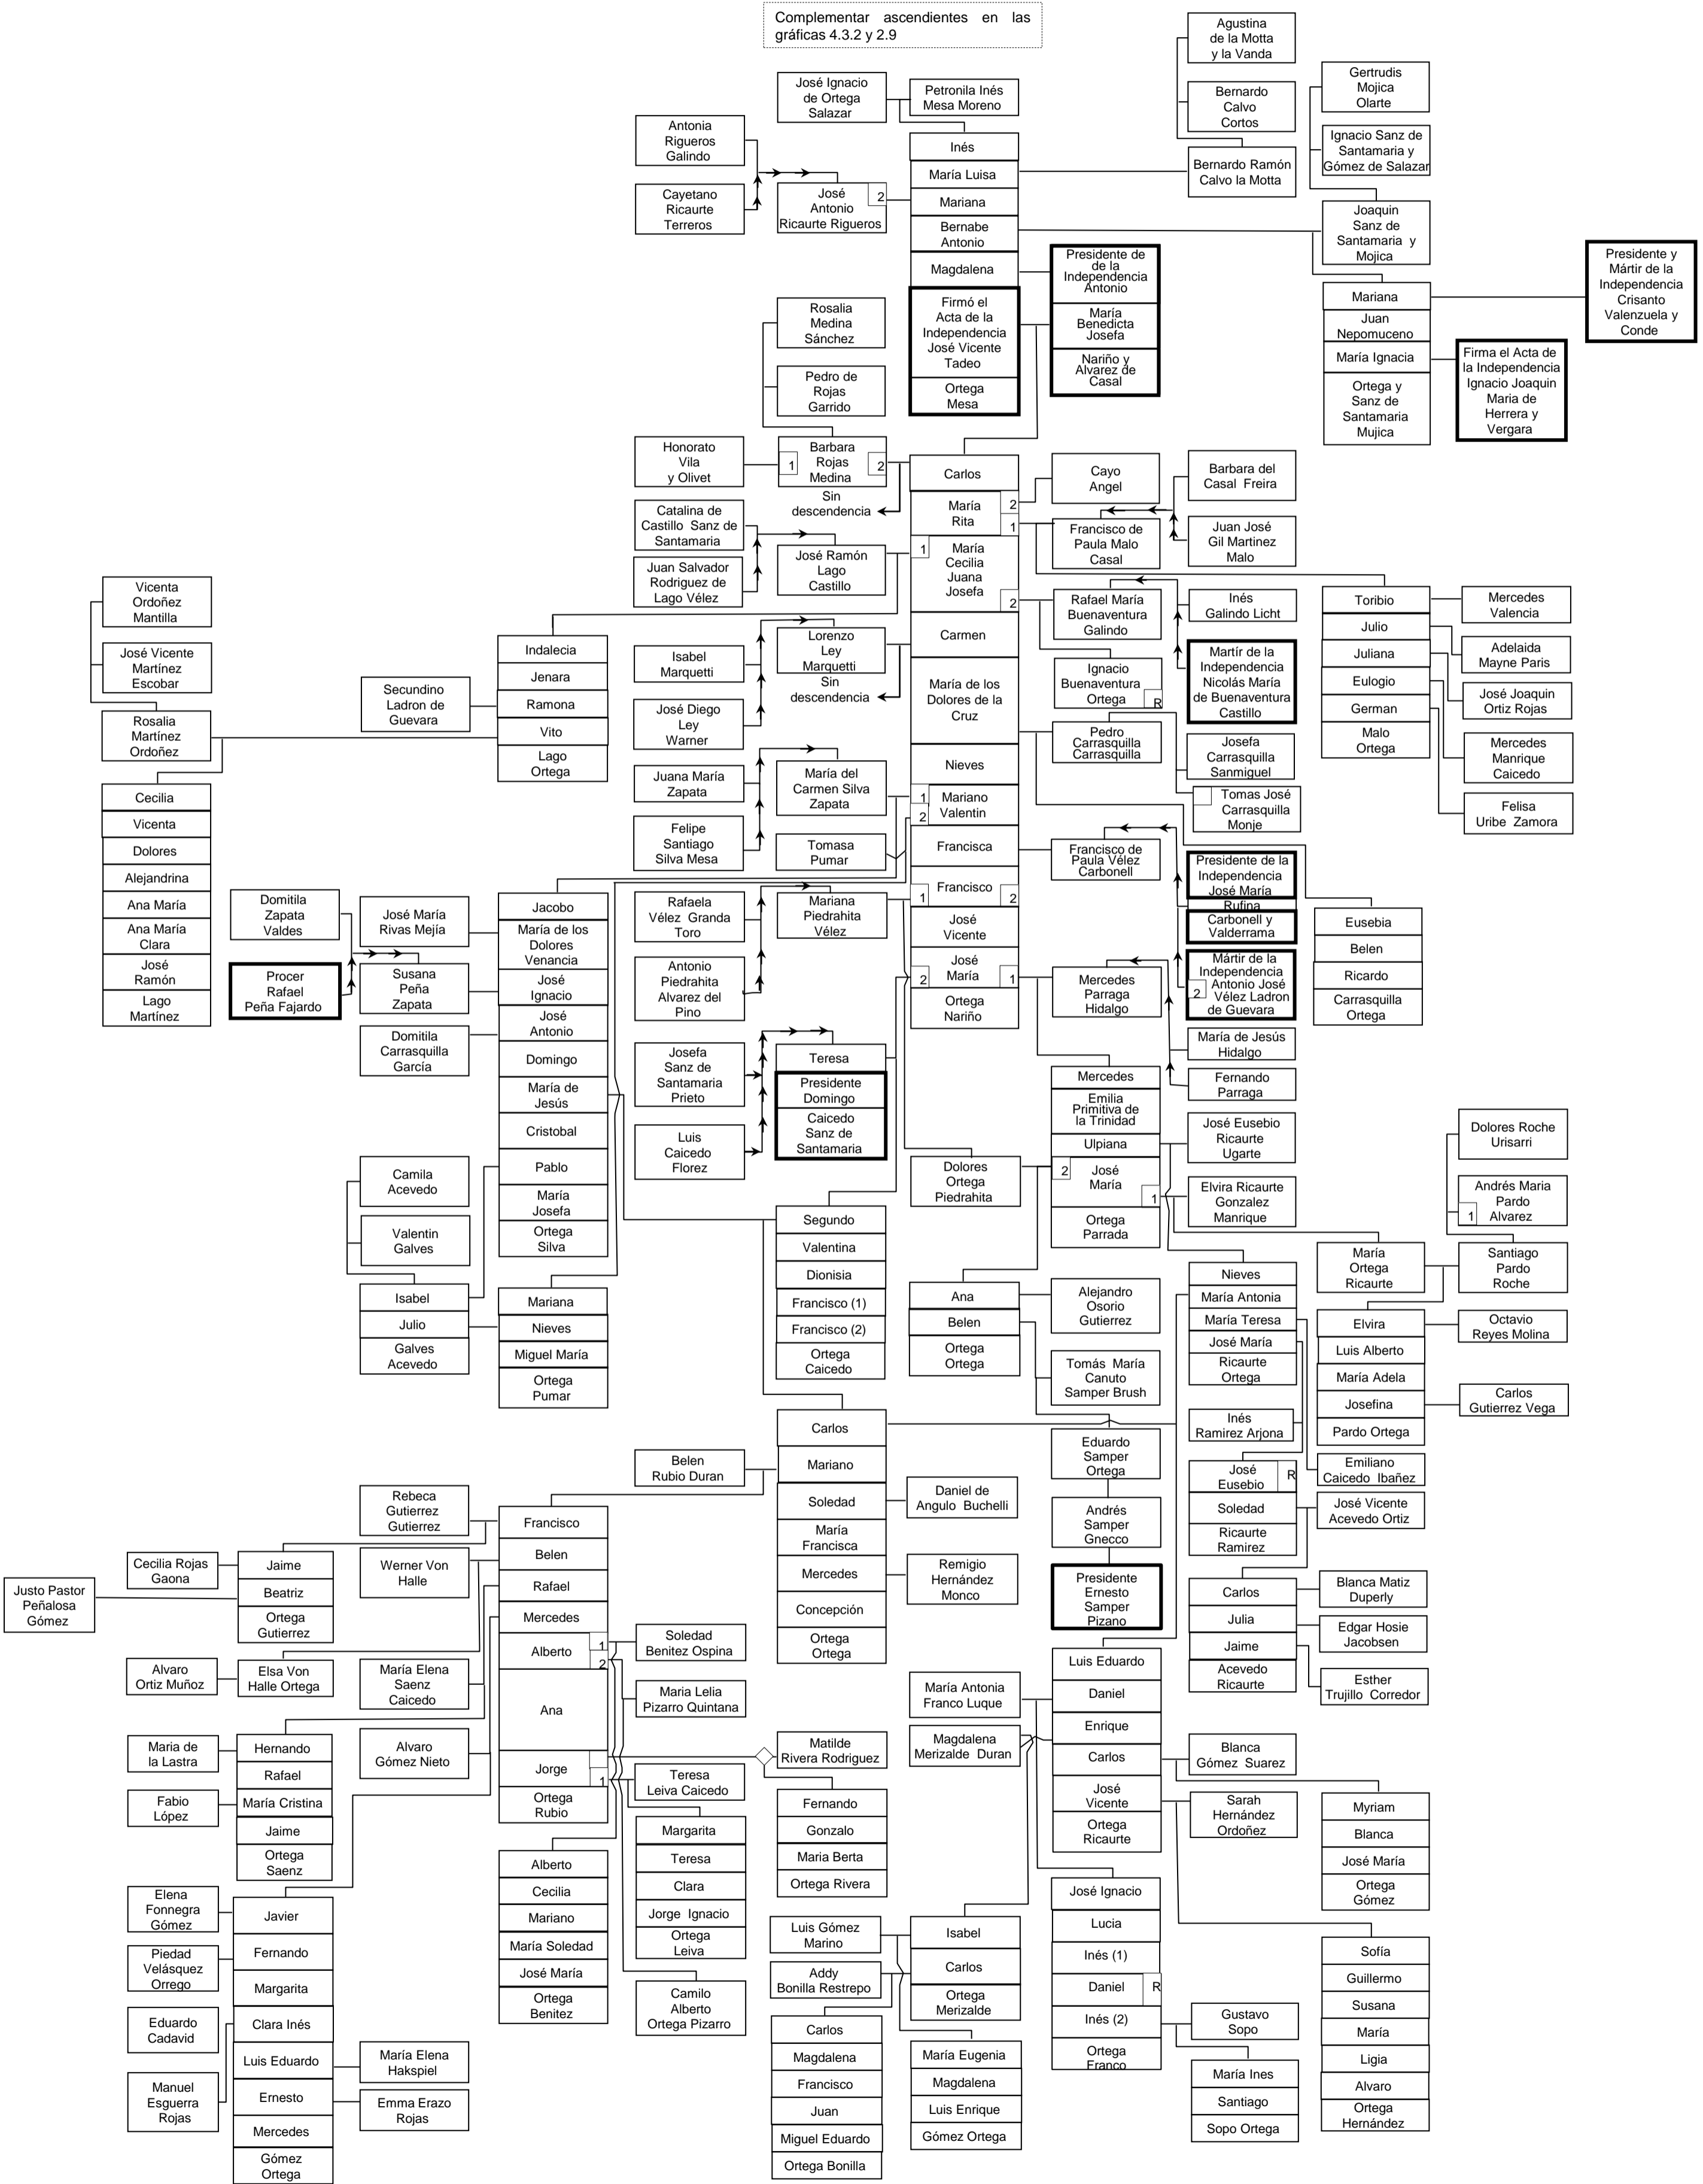 Complementar ascendientes en las
gráficas 4.3.2 y 2.9
Agustina
de la Motta
y la Vanda
Bernardo
Calvo
Cortos
Gertrudis
Mojica
Olarte
Ignacio Sanz de
Santamaria y
Gómez de Salazar
José Ignacio
de Ortega
Salazar
Petronila Inés
Mesa Moreno
Antonia
Rigueros
Galindo
Cayetano
Ricaurte
Terreros
José
Antonio
Ricaurte Rigueros
2
Inés
María Luisa
Mariana
Bernabe
Antonio
Magdalena
Firmó el
Acta de la
Independencia
José Vicente
Tadeo
Ortega
Mesa
Bernardo Ramón
Calvo la Motta
Joaquin
Sanz de
Santamaria y
Mojica
Presidente de
de la
Independencia
Antonio
María
Benedicta
Josefa
Nariño y
Alvarez de
Casal
Mariana
Juan
Nepomuceno
María Ignacia
Ortega y
Sanz de
Santamaria
Mujica
Presidente y
Mártir de la
Independencia
Crisanto
Valenzuela y
Conde
Firma el Acta de
la Independencia
Ignacio Joaquin
Maria de
Herrera y
Vergara
Rosalia
Medina
Sánchez
Pedro de
Rojas
Garrido
Honorato
Vila
y Olivet
1
Barbara
Rojas
Medina
2
Sin
descendencia
Catalina de
Castillo Sanz de
Santamaria
Juan Salvador
Rodriguez de
Lago Vélez
José Ramón
Lago
Castillo
Carlos
María
Rita
2
1
1
María
Cecilia
Juana
Josefa
2
Carmen
María de los
Dolores de la
Cruz
Nieves
1
Mariano
2
Valentin
Francisca
Francisco
1
2
José
Vicente
José
María
2
1
Ortega
Nariño
Cayo
Angel
Francisco de
Paula Malo
Casal
Barbara del
Casal Freira
Juan José
Gil Martinez
Malo
Rafael María
Buenaventura
Galindo
Inés
Galindo Licht
Martír de la
Independencia
Nicolás María
de Buenaventura
Castillo
Ignacio
Buenaventura
Ortega
R
Toribio
Julio
Juliana
Eulogio
German
Malo
Ortega
Mercedes
Valencia
Adelaida
Mayne Paris
José Joaquin
Ortiz Rojas
Mercedes
Manrique
Caicedo
Felisa
Uribe Zamora
Vicenta
Ordoñez
Mantilla
José Vicente
Martínez
Escobar
Rosalia
Martínez
Ordoñez
Secundino
Ladron de
Guevara
Indalecia
Jenara
Ramona
Vito
Lago
Ortega
Isabel
Marquetti
José Diego
Ley
Warner
Lorenzo
Ley
Marquetti
Sin
descendencia
Pedro
Carrasquilla
Carrasquilla
Josefa
Carrasquilla
Sanmiguel
Tomas José
Carrasquilla
Monje
Cecilia
Vicenta
Dolores
Alejandrina
Ana María
Ana María
Clara
José
Ramón
Lago
Martínez
Juana María
Zapata
Felipe
Santiago
Silva Mesa
María del
Carmen Silva
Zapata
Tomasa
Pumar
Francisco de
Paula Vélez
Carbonell
Presidente de la
Independencia
José María
Rufina
Carbonell y
Valderrama
Mártir de la
Independencia
Antonio José
2
Vélez Ladron
de Guevara
Eusebia
Belen
Ricardo
Carrasquilla
Ortega
Domitila
Zapata
Valdes
Procer
Rafael
Peña Fajardo
José María
Rivas Mejía
Susana
Peña
Zapata
Domitila
Carrasquilla
García
Jacobo
María de los
Dolores
Venancia
José
Ignacio
José
Antonio
Domingo
María de
Jesús
Cristobal
Pablo
María
Josefa
Ortega
Silva
Rafaela
Vélez Granda
Toro
Antonio
Piedrahita
Alvarez del
Pino
Mariana
Piedrahita
Vélez
Josefa
Sanz de
Santamaria
Prieto
Luis
Caicedo
Florez
Teresa
Presidente
Domingo
Caicedo
Sanz de
Santamaria
Mercedes
Parraga
Hidalgo
María de Jesús
Hidalgo
Fernando
Parraga
Mercedes
Emilia
Primitiva de
la Trinidad
Ulpiana
2
José
María
1
Ortega
Parrada
José Eusebio
Ricaurte
Ugarte
Elvira Ricaurte
Gonzalez
Manrique
Dolores
Ortega
Piedrahita
Dolores Roche
Urisarri
Andrés Maria
Pardo
1
Alvarez
María
Ortega
Ricaurte
Santiago
Pardo
Roche
Camila
Acevedo
Valentin
Galves
Isabel
Julio
Galves
Acevedo
Mariana
Nieves
Miguel María
Ortega
Pumar
Segundo
Valentina
Dionisia
Francisco (1)
Francisco (2)
Ortega
Caicedo
Ana
Belen
Ortega
Ortega
Alejandro
Osorio
Gutierrez
Tomás María
Canuto
Samper Brush
Nieves
María Antonia
María Teresa
José María
Ricaurte
Ortega
Elvira
Luis Alberto
María Adela
Josefina
Pardo Ortega
Octavio
Reyes Molina
Carlos
Gutierrez Vega
Inés
Ramirez Arjona
Emiliano
Caicedo Ibañez
José
Eusebio
R
Soledad
Ricaurte
Ramirez
José Vicente
Acevedo Ortiz
Carlos
Mariano
Soledad
María
Francisca
Mercedes
Concepción
Ortega
Ortega
Belen
Rubio Duran
Daniel de
Angulo Buchelli
Remigio
Hernández
Monco
Eduardo
Samper
Ortega
Andrés
Samper
Gnecco
Presidente
Ernesto
Samper
Pizano
Carlos
Julia
Jaime
Acevedo
Ricaurte
Blanca Matiz
Duperly
Edgar Hosie
Jacobsen
Esther
Trujillo Corredor
Rebeca
Gutierrez
Gutierrez
Werner Von
Halle
Francisco
Belen
Rafael
Mercedes
Alberto
1
2
Ana
Jorge
1
Ortega
Rubio
Justo Pastor
Peñalosa
Gómez
Cecilia Rojas
Gaona
Jaime
Beatriz
Ortega
Gutierrez
Alvaro
Ortiz Muñoz
Elsa Von
Halle Ortega
María Elena
Saenz
Caicedo
Alvaro
Gómez Nieto
Soledad
Benitez Ospina
Maria Lelia
Pizarro Quintana
Matilde
Rivera Rodriguez
Teresa
Leiva Caicedo
Maria de
la Lastra
Fabio
López
Hernando
Rafael
María Cristina
Jaime
Ortega
Saenz
Margarita
Teresa
Clara
Jorge Ignacio
Ortega
Leiva
Fernando
Gonzalo
Maria Berta
Ortega Rivera
Alberto
Cecilia
Mariano
María Soledad
José María
Ortega
Benitez
Camilo
Alberto
Ortega Pizarro
Luis Eduardo
Daniel
Enrique
Carlos
José
Vicente
Ortega
Ricaurte
María Antonia
Franco Luque
Magdalena
Merizalde Duran
Blanca
Gómez Suarez
Sarah
Hernández
Ordoñez
Myriam
Blanca
José María
Ortega
Gómez
Elena
Fonnegra
Gómez
Piedad
Velásquez
Orrego
Eduardo
Cadavid
Manuel
Esguerra
Rojas
Javier
Fernando
Margarita
Clara Inés
Luis Eduardo
Ernesto
Mercedes
Gómez
Ortega
María Elena
Hakspiel
Emma Erazo
Rojas
Luis Gómez
Marino
Addy
Bonilla Restrepo
Isabel
Carlos
Ortega
Merizalde
Carlos
Magdalena
Francisco
Juan
Miguel Eduardo
Ortega Bonilla
María Eugenia
Magdalena
Luis Enrique
Gómez Ortega
José Ignacio
Lucia
Inés (1)
Daniel
R
Inés (2)
Ortega
Franco
Gustavo
Sopo
María Ines
Santiago
Sopo Ortega
Sofía
Guillermo
Susana
María
Ligia
Alvaro
Ortega
Hernández